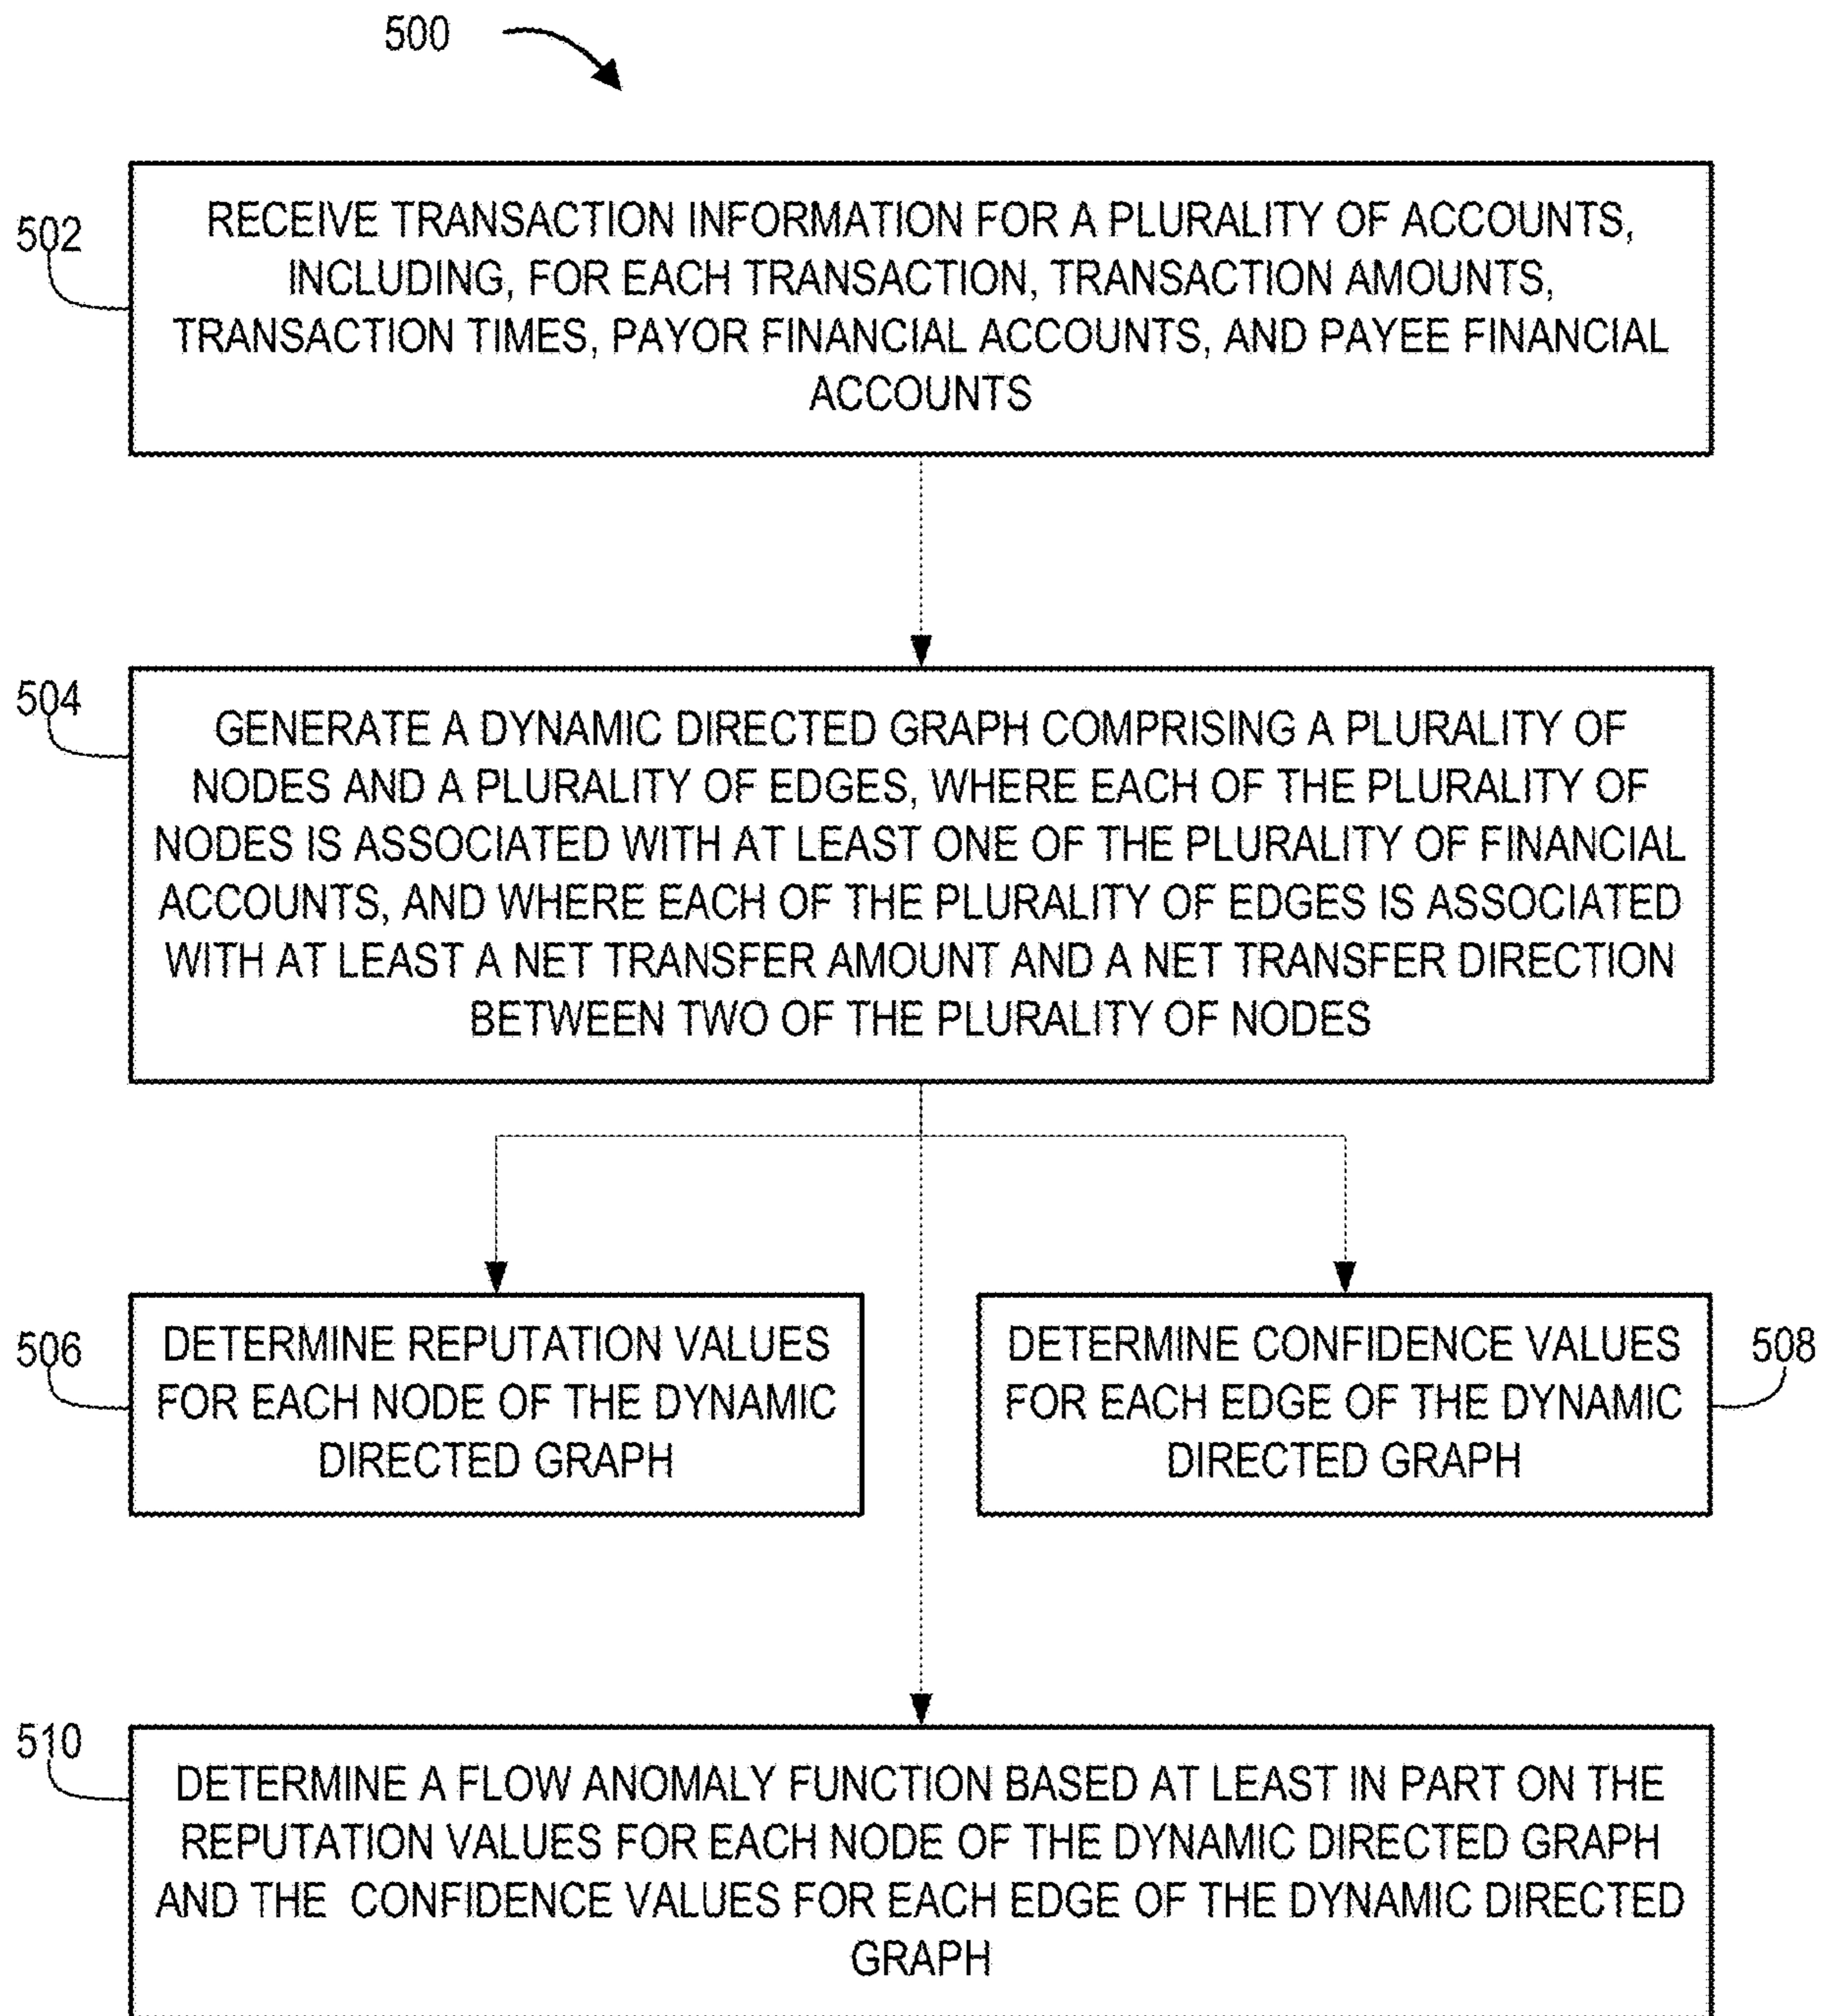 500
502
RECEIVE TRANSACTION INFORMATION FOR A PLURALITY OF ACCOUNTS,
INCLUDING, FOR EACH TRANSACTION, TRANSACTION AMOUNTS,
TRANSACTION TIMES, PAYOR FINANCIAL ACCOUNTS, AND PAYEE FINANCIAL
ACCOUNTS
504
GENERATE A DYNAMIC DIRECTED GRAPH COMPRISING A PLURALITY OF
NODES AND A PLURALITY OF EDGES, WHERE EACH OF THE PLURALITY OF
NODES IS ASSOCIATED WITH AT LEAST ONE OF THE PLURALITY OF FINANCIAL
ACCOUNTS, AND WHERE EACH OF THE PLURALITY OF EDGES IS ASSOCIATED
WITH AT LEAST A NET TRANSFER AMOUNT AND A NET TRANSFER DIRECTION
BETWEEN TWO OF THE PLURALITY OF NODES
506
DETERMINE REPUTATION VALUES
FOR EACH NODE OF THE DYNAMIC
DIRECTED GRAPH
DETERMINE CONFIDENCE VALUES
FOR EACH EDGE OF THE DYNAMIC
DIRECTED GRAPH
508
510
DETERMINE A FLOW ANOMALY FUNCTION BASED AT LEAST IN PART ON THE
REPUTATION VALUES FOR EACH NODE OF THE DYNAMIC DIRECTED GRAPH
AND THE CONFIDENCE VALUES FOR EACH EDGE OF THE DYNAMIC DIRECTED
GRAPH